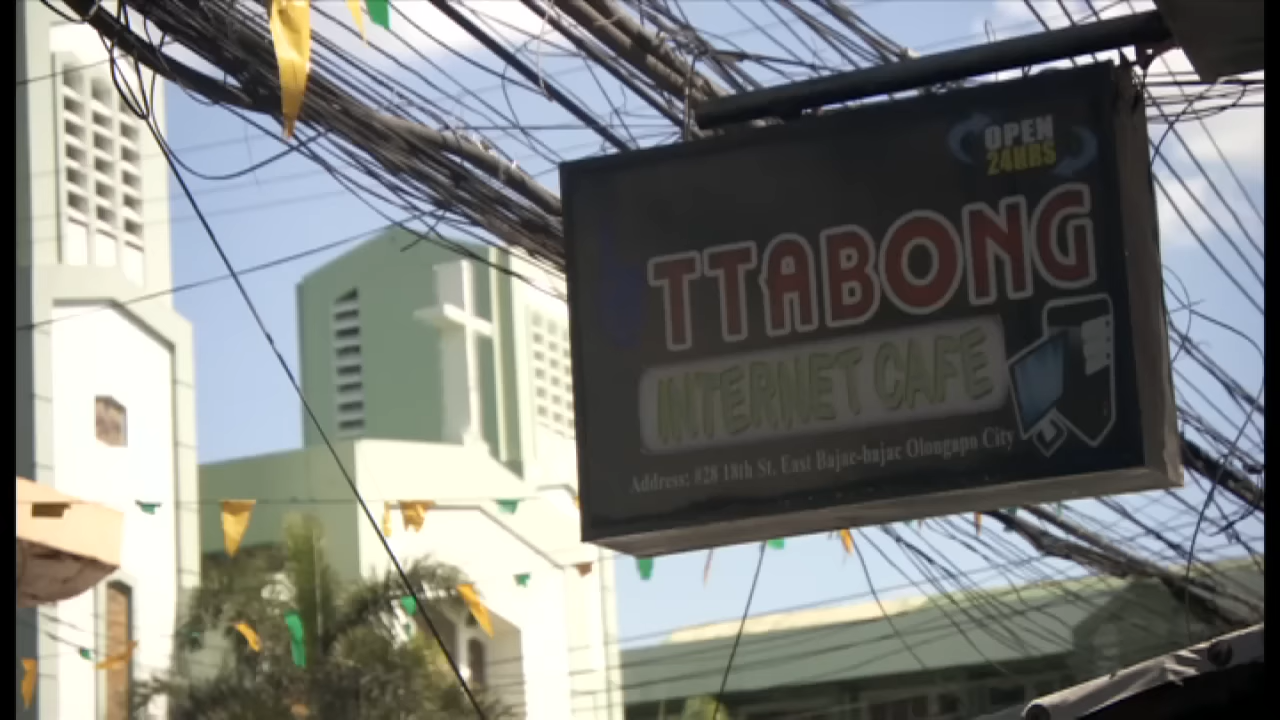 OPEN
24HRS
TTABONG
INTERNET CAFE
Address: #28 18th St. East Bajac-bajac Olongapo City